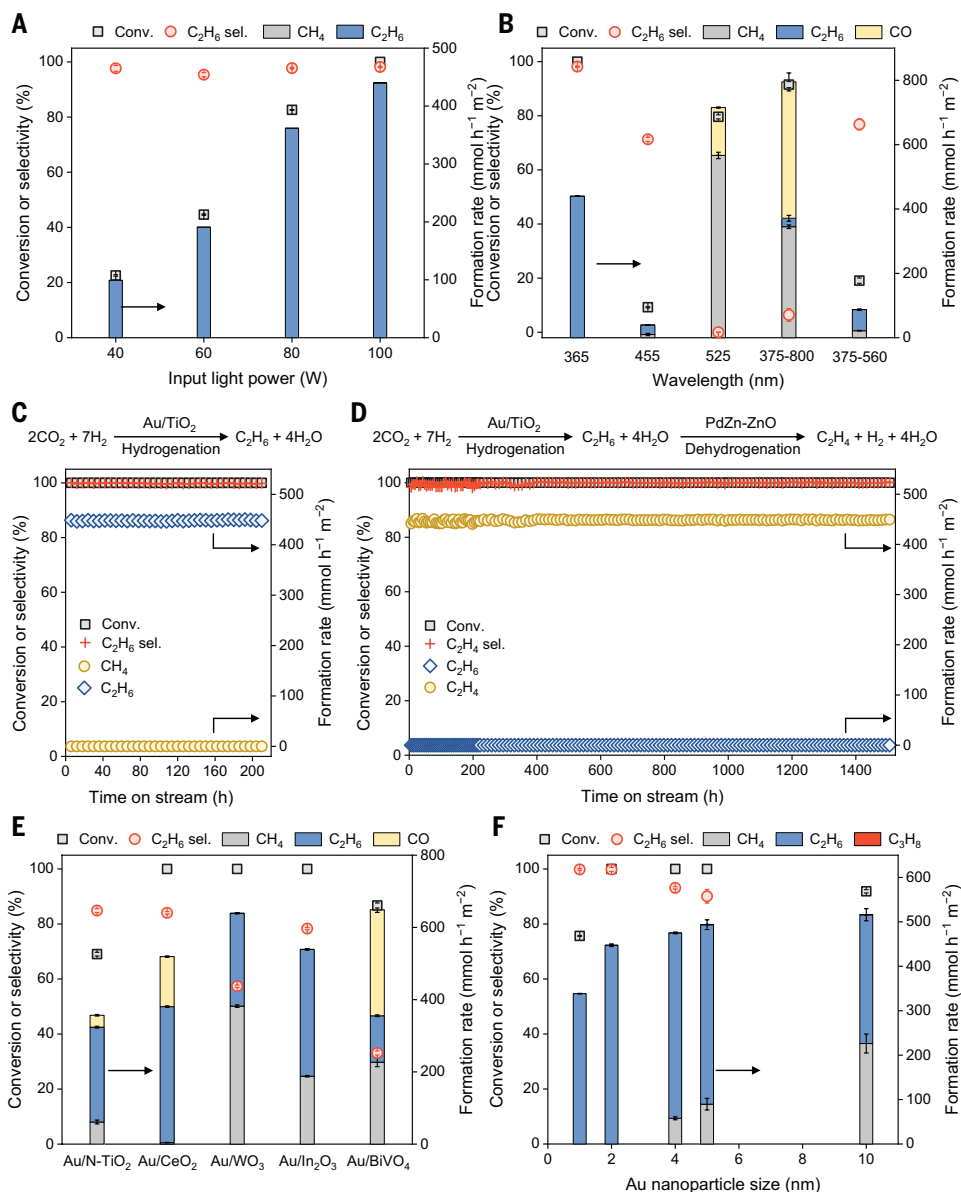 A
Conv. C₂H₆ sel. CH₄ C₂H₆
Conversion or selectivity (%)
0 20 40 60 80 100
0 100 200 300 400 500
Formation rate (mmol h⁻¹ m⁻²)
40 60 80 100
Input light power (W)
B
Conv. C₂H₆ sel. CH₄ C₂H₆ CO
Conversion or selectivity (%)
0 20 40 60 80 100
0 200 400 600 800
Formation rate (mmol h⁻¹ m⁻²)
365 455 525 375-800 375-560
Wavelength (nm)
C
2CO₂ + 7H₂ Au/TiO₂ Hydrogenation C₂H₆ + 4H₂O
Conversion or selectivity (%)
0 20 40 60 80 100
0 100 200 300 400 500
Formation rate (mmol h⁻¹ m⁻²)
Conv.
C₂H₆ sel.
CH₄
C₂H₆
0 40 80 120 160 200
Time on stream (h)
D
2CO₂ + 7H₂ Au/TiO₂ Hydrogenation C₂H₆ + 4H₂O PdZn-ZnO Dehydrogenation C₂H₄ + H₂ + 4H₂O
Conversion or selectivity (%)
0 20 40 60 80 100
0 100 200 300 400 500
Formation rate (mmol h⁻¹ m⁻²)
Conv.
C₂H₄ sel.
C₂H₆
C₂H₄
0 200 400 600 800 1000 1200 1400
Time on stream (h)
E
Conv. C₂H₆ sel. CH₄ C₂H₆ CO
Conversion or selectivity (%)
0 20 40 60 80 100
0 200 400 600 800
Formation rate (mmol h⁻¹ m⁻²)
Au/N-TiO₂ Au/CeO₂ Au/WO₃ Au/In₂O₃ Au/BiVO₄
F
Conv. C₂H₆ sel. CH₄ C₂H₆ C₃H₈
Conversion or selectivity (%)
0 20 40 60 80 100
0 100 200 300 400 500 600
Formation rate (mmol h⁻¹ m⁻²)
0 2 4 6 8 10
Au nanoparticle size (nm)